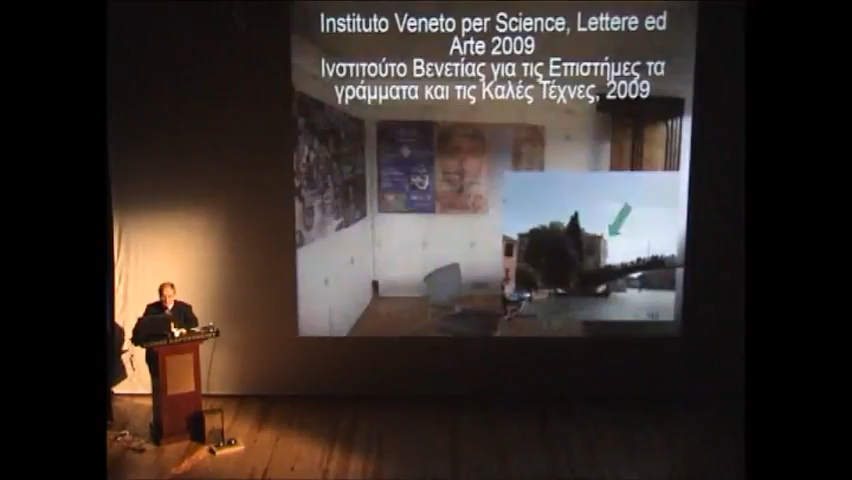 Instituto Veneto per Science, Lettere ed
Arte 2009
Ινστιτούτο Βενετίας για τις Επιστήμες τα
γράμματα και τις Καλές Τέχνες, 2009